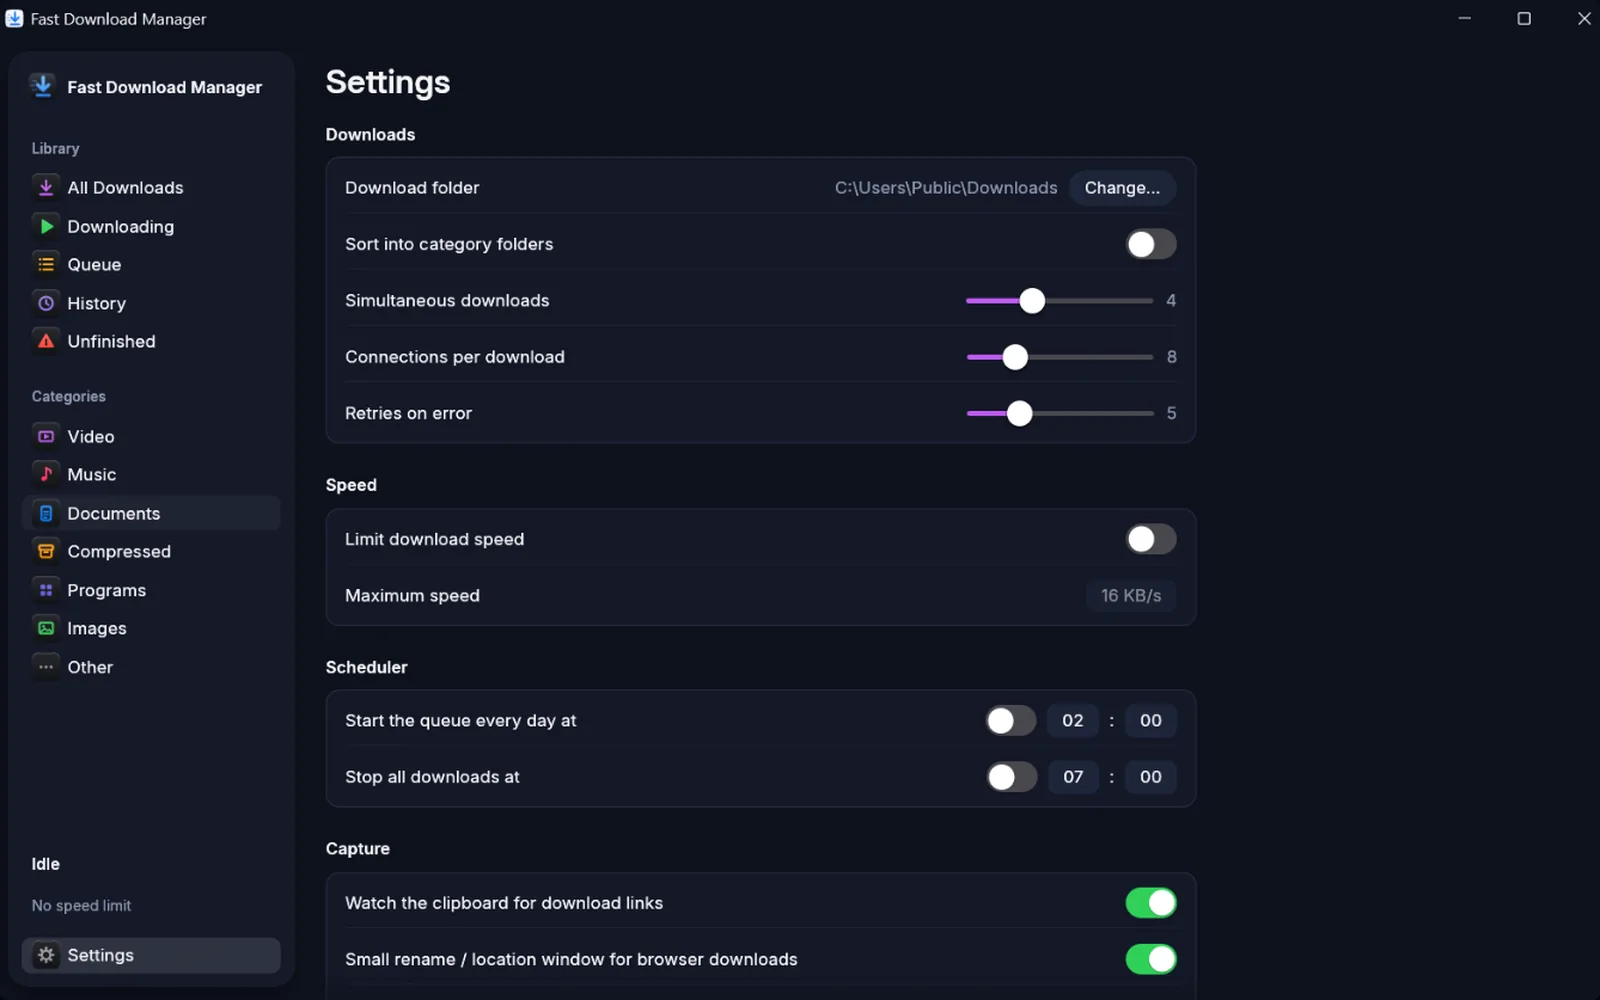 Fast Download Manager
Fast Download Manager
Library
All Downloads
Downloading
Queue
History
Unfinished
Categories
Video
Music
Documents
Compressed
Programs
Images
Other
Idle
No speed limit
Settings
Settings
Downloads
Download folder C:\Users\Public\Downloads Change...
Sort into category folders
Simultaneous downloads 4
Connections per download 8
Retries on error 5
Speed
Limit download speed
Maximum speed 16 KB/s
Scheduler
Start the queue every day at 02 : 00
Stop all downloads at 07 : 00
Capture
Watch the clipboard for download links
Small rename / location window for browser downloads